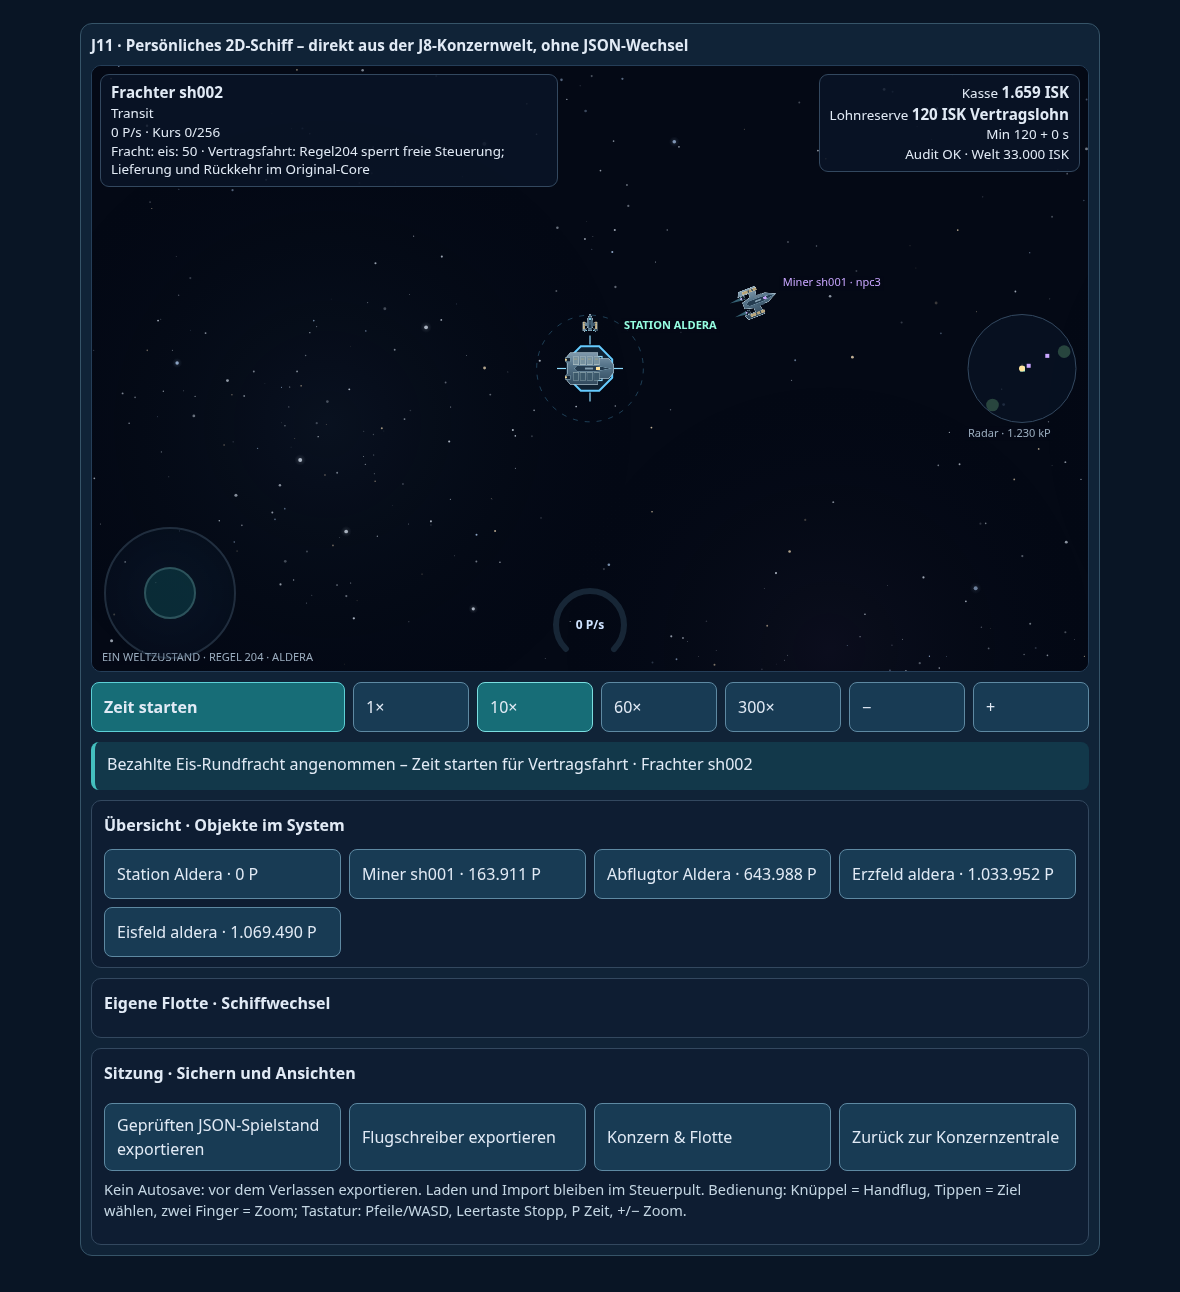 J11 · Persönliches 2D-Schiff – direkt aus der J8-Konzernwelt, ohne JSON-Wechsel
Frachter sh002
Transit
0 P/s · Kurs 0/256
Fracht: eis: 50 · Vertragsfahrt: Regel204 sperrt freie Steuerung;
Lieferung und Rückkehr im Original-Core
Kasse 1.659 ISK
Lohnreserve 120 ISK Vertragslohn
Min 120 + 0 s
Audit OK · Welt 33.000 ISK
Miner sh001 · npc3
STATION ALDERA
Radar · 1.230 kP
0 P/s
EIN WELTZUSTAND · REGEL 204 · ALDERA
Zeit starten
1×
10×
60×
300×
−
+
Bezahlte Eis-Rundfracht angenommen – Zeit starten für Vertragsfahrt · Frachter sh002
Übersicht · Objekte im System
Station Aldera · 0 P
Miner sh001 · 163.911 P
Abflugtor Aldera · 643.988 P
Erzfeld aldera · 1.033.952 P
Eisfeld aldera · 1.069.490 P
Eigene Flotte · Schiffwechsel
Sitzung · Sichern und Ansichten
Geprüften JSON-Spielstand
exportieren
Flugschreiber exportieren
Konzern & Flotte
Zurück zur Konzernzentrale
Kein Autosave: vor dem Verlassen exportieren. Laden und Import bleiben im Steuerpult. Bedienung: Knüppel = Handflug, Tippen = Ziel
wählen, zwei Finger = Zoom; Tastatur: Pfeile/WASD, Leertaste Stopp, P Zeit, +/− Zoom.